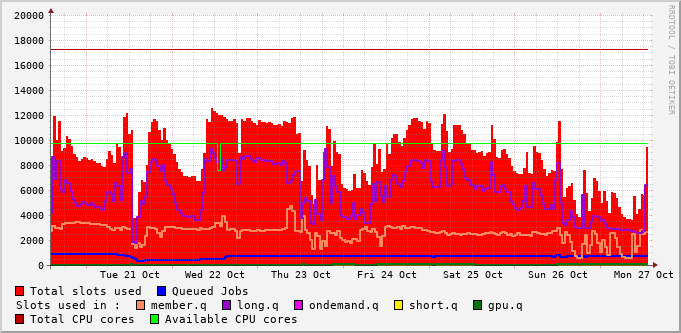 20000
18000
16000
14000
12000
10000
8000
6000
4000
2000
0
Tue 21 Oct Wed 22 Oct Thu 23 Oct Fri 24 Oct Sat 25 Oct Sun 26 Oct Mon 27 Oct
RRDTOOL / TOBI OETIKER
Total slots used Queued Jobs
Slots used in : member.q long.q ondemand.q short.q gpu.q
Total CPU cores Available CPU cores